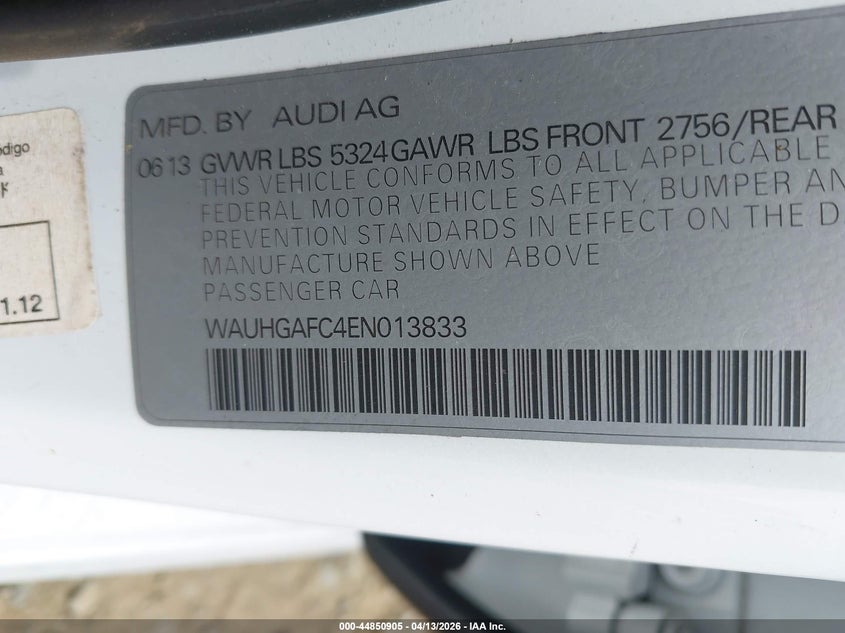 ódigo
a
1.12
MFD. BY AUDI AG
06 13 GVWR LBS 5324 GAWR LBS FRONT 2756/REAR
THIS VEHICLE CONFORMS TO ALL APPLICABLE
FEDERAL MOTOR VEHICLE SAFETY, BUMPER AN
PREVENTION STANDARDS IN EFFECT ON THE D
MANUFACTURE SHOWN ABOVE
PASSENGER CAR
WAUHGAFC4EN013833
000-44850905 - 04/13/2026 - IAA Inc.